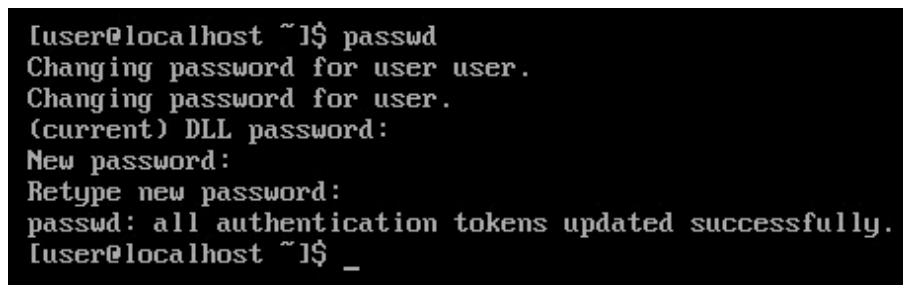 [user@localhost ~]$ passwd
Changing password for user user.
Changing password for user.
(current) DLL password:
New password:
Retype new password:
passwd: all authentication tokens updated successfully.
[user@localhost ~]$ _